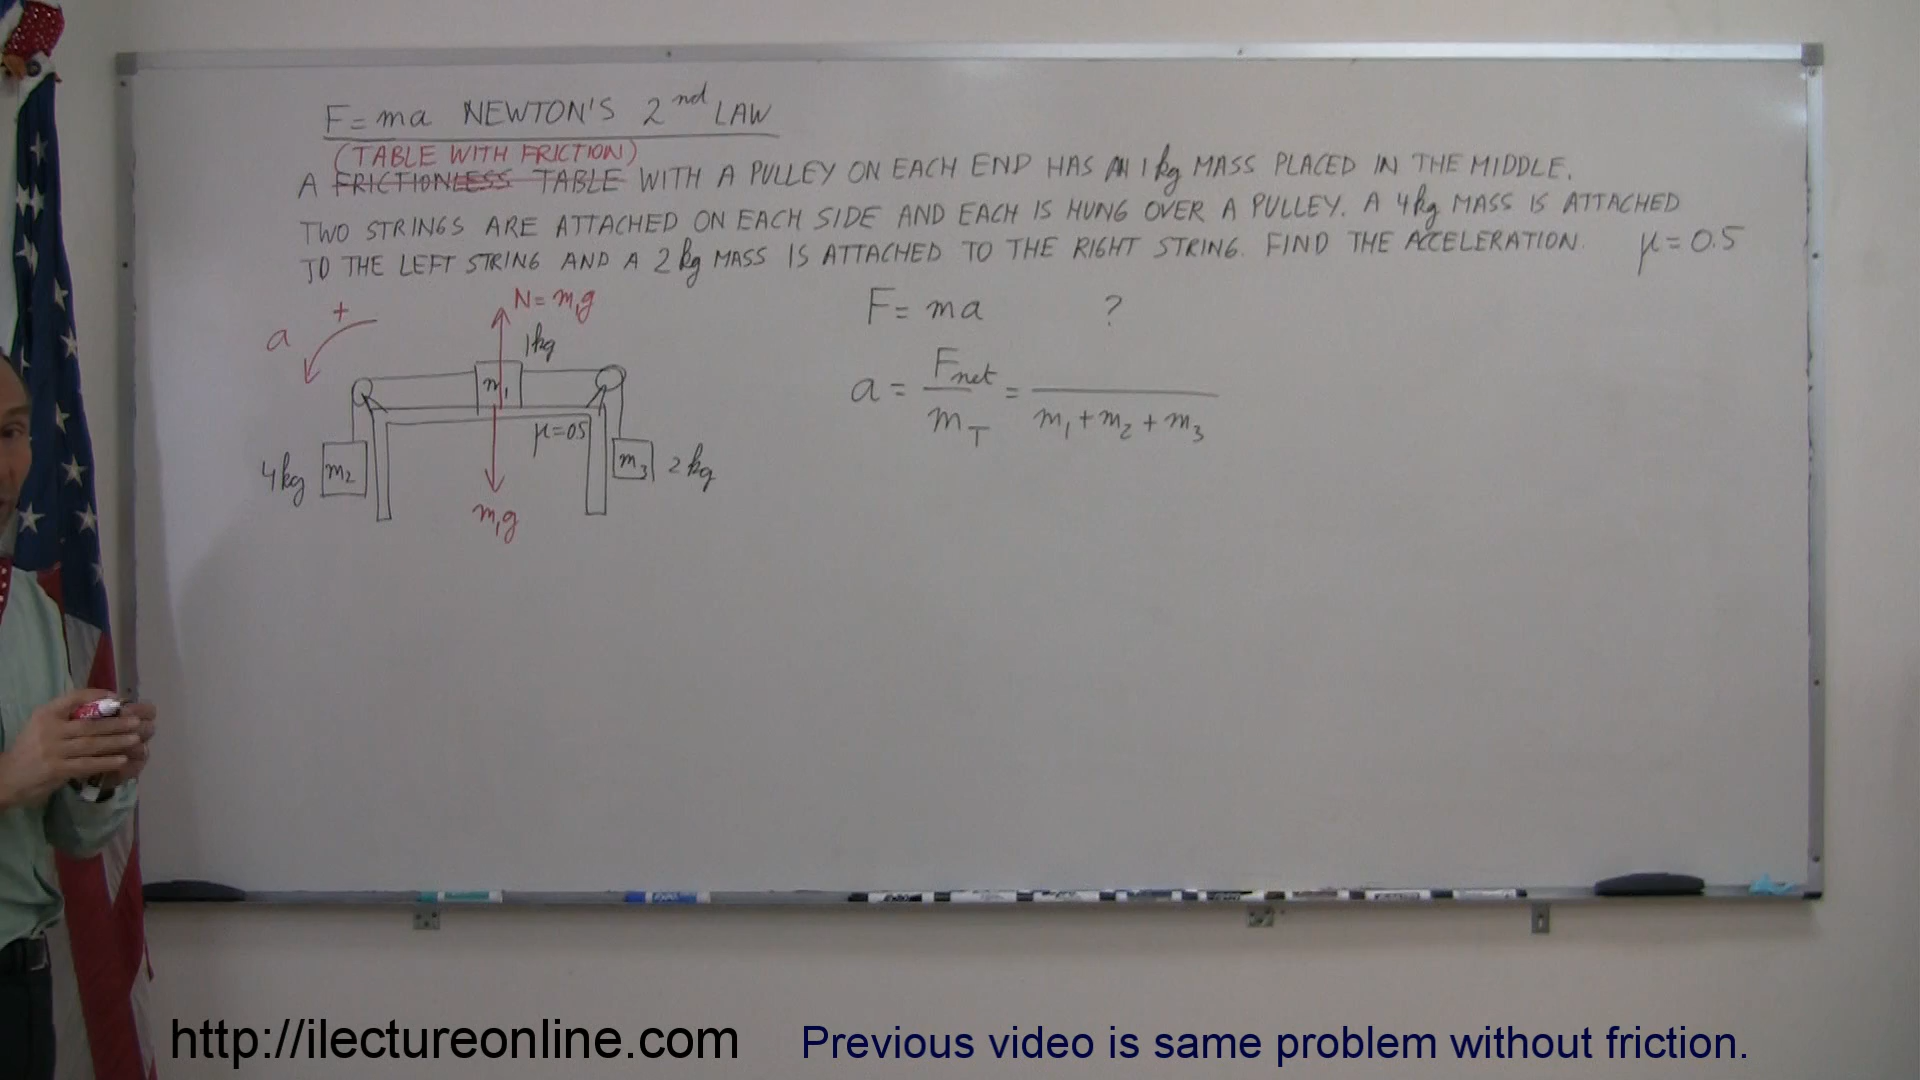 F = ma NEWTON'S 2nd LAW
(TABLE WITH FRICTION)
A FRICTIONLESS TABLE WITH A PULLEY ON EACH END HAS AN 1 kg MASS PLACED IN THE MIDDLE.
TWO STRINGS ARE ATTACHED ON EACH SIDE AND EACH IS HUNG OVER A PULLEY. A 4 kg MASS IS ATTACHED
TO THE LEFT STRING AND A 2 kg MASS IS ATTACHED TO THE RIGHT STRING. FIND THE ACCELERATION. μ = 0.5
a +
N = m₁g
1 kg
m₁
μ = 0.5
4 kg m₂
m₃ 2 kg
m₁g
F = ma ?
a = Fnet / mT = / m₁ + m₂ + m₃
http://ilectureonline.com
Previous video is same problem without friction.